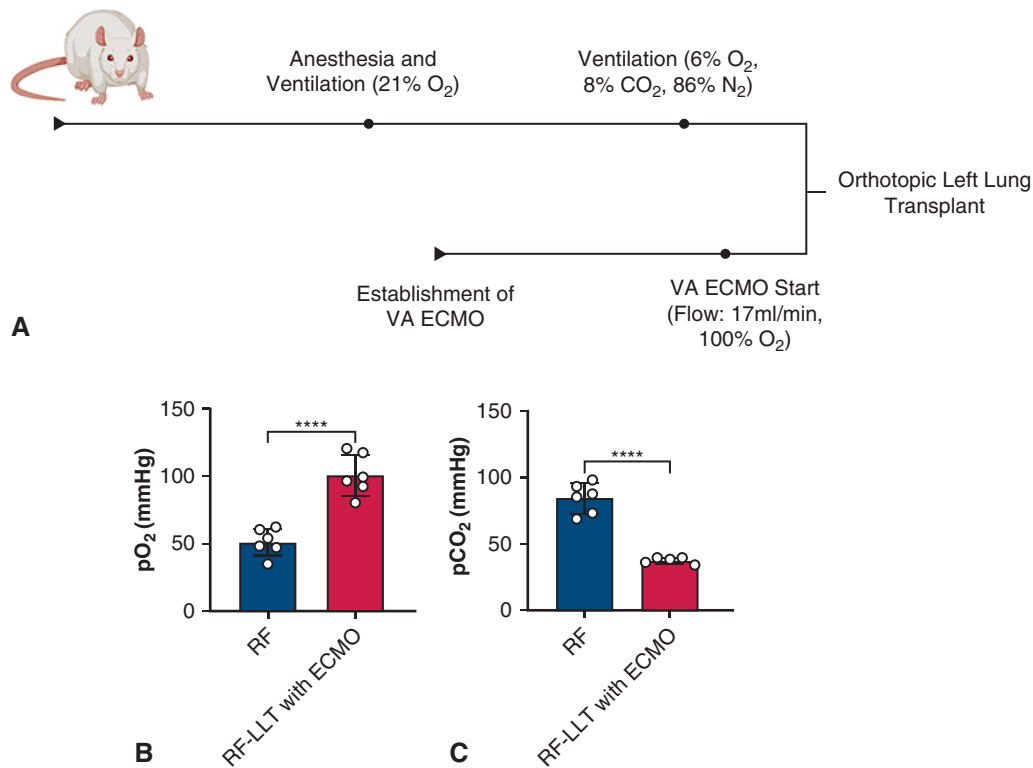 Anesthesia and
Ventilation (21% O₂)
Ventilation (6% O₂,
8% CO₂, 86% N₂)
Orthotopic Left Lung
Transplant
Establishment of
VA ECMO
VA ECMO Start
(Flow: 17ml/min,
100% O₂)
A
150
100
50
0
pO₂ (mmHg)
****
RF
RF-LLT with ECMO
B
150
100
50
0
pCO₂ (mmHg)
****
RF
RF-LLT with ECMO
C